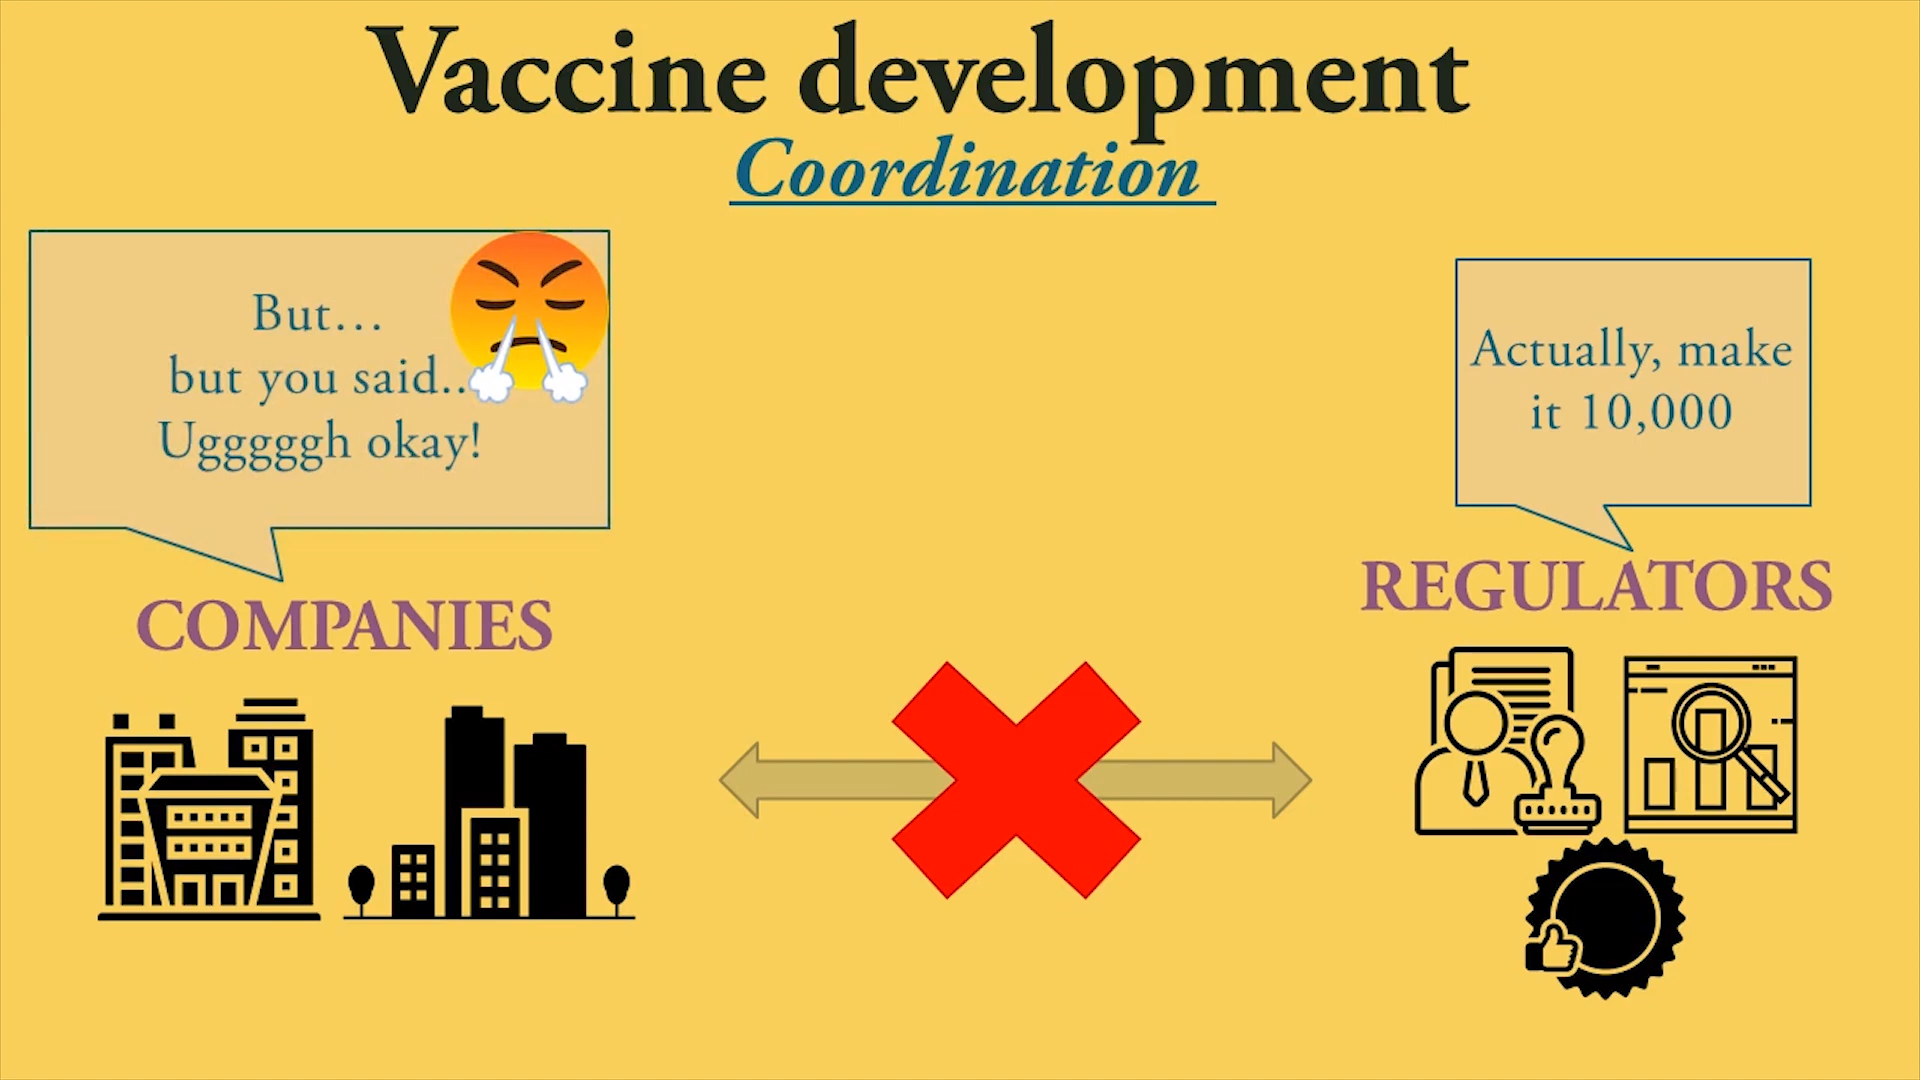 Vaccine development
Coordination
But...
but you said..
Ugggggh okay!
Actually, make
it 10,000
COMPANIES
REGULATORS